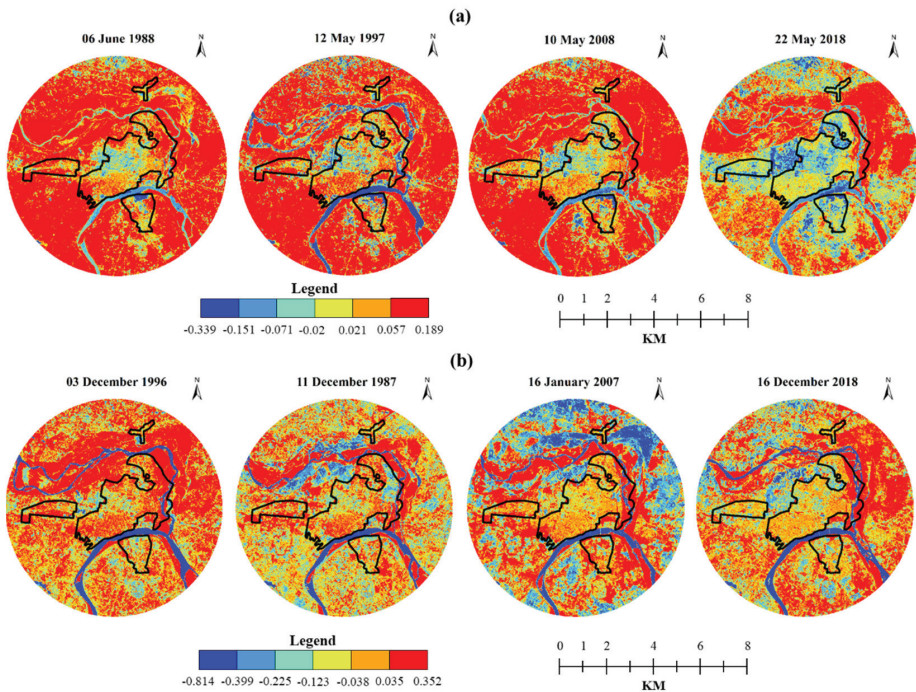 (a)
06 June 1988
N
12 May 1997
N
10 May 2008
N
22 May 2018
N
Legend
-0.339 -0.151 -0.071 -0.02 0.021 0.057 0.189
0 1 2 4 6 8
KM
(b)
03 December 1996
N
11 December 1987
N
16 January 2007
N
16 December 2018
N
Legend
-0.814 -0.399 -0.225 -0.123 -0.038 0.035 0.352
0 1 2 4 6 8
KM